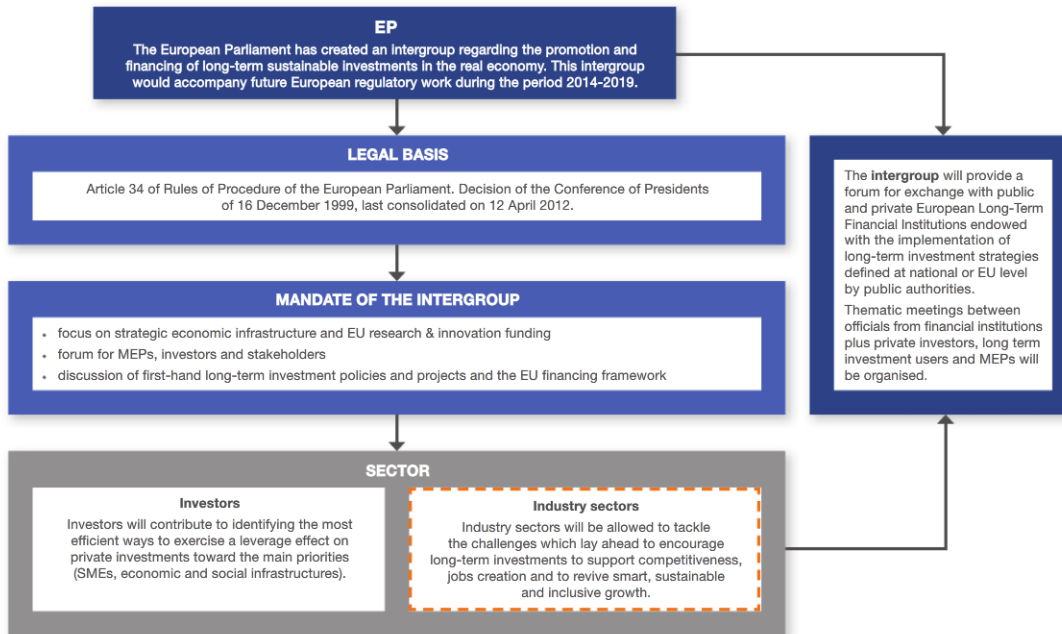 EP
The European Parliament has created an intergroup regarding the promotion and
financing of long-term sustainable investments in the real economy. This intergroup
would accompany future European regulatory work during the period 2014-2019.
LEGAL BASIS
Article 34 of Rules of Procedure of the European Parliament. Decision of the Conference of Presidents
of 16 December 1999, last consolidated on 12 April 2012.
MANDATE OF THE INTERGROUP
• focus on strategic economic infrastructure and EU research & innovation funding
• forum for MEPs, investors and stakeholders
• discussion of first-hand long-term investment policies and projects and the EU financing framework
SECTOR
Investors
Investors will contribute to identifying the most
efficient ways to exercise a leverage effect on
private investments toward the main priorities
(SMEs, economic and social infrastructures).
Industry sectors
Industry sectors will be allowed to tackle
the challenges which lay ahead to encourage
long-term investments to support competitiveness,
jobs creation and to revive smart, sustainable
and inclusive growth.
The intergroup will provide a
forum for exchange with public
and private European Long-Term
Financial Institutions endowed
with the implementation of
long-term investment strategies
defined at national or EU level
by public authorities.
Thematic meetings between
officials from financial institutions
plus private investors, long term
investment users and MEPs will
be organised.